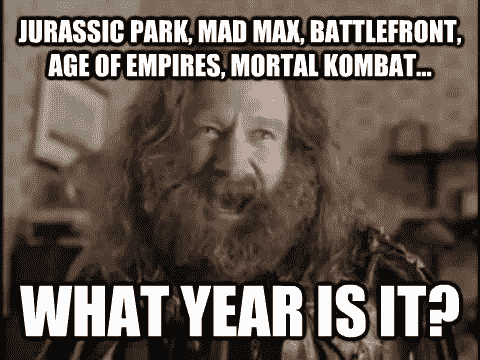 JURASSIC PARK, MAD MAX, BATTLEFRONT,
AGE OF EMPIRES, MORTAL KOMBAT...
WHAT YEAR IS IT?